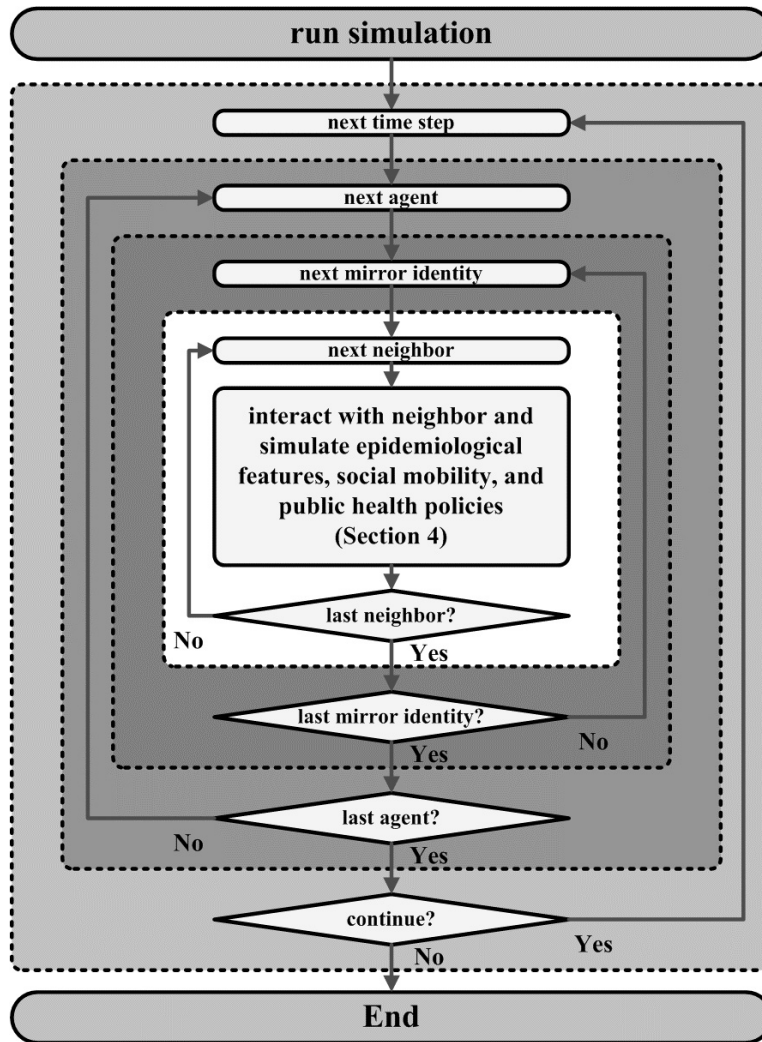 run simulation
next time step
next agent
next mirror identity
next neighbor
interact with neighbor and
simulate epidemiological
features, social mobility, and
public health policies
(Section 4)
last neighbor?
No
Yes
last mirror identity?
No
Yes
last agent?
No
Yes
continue?
Yes
No
End